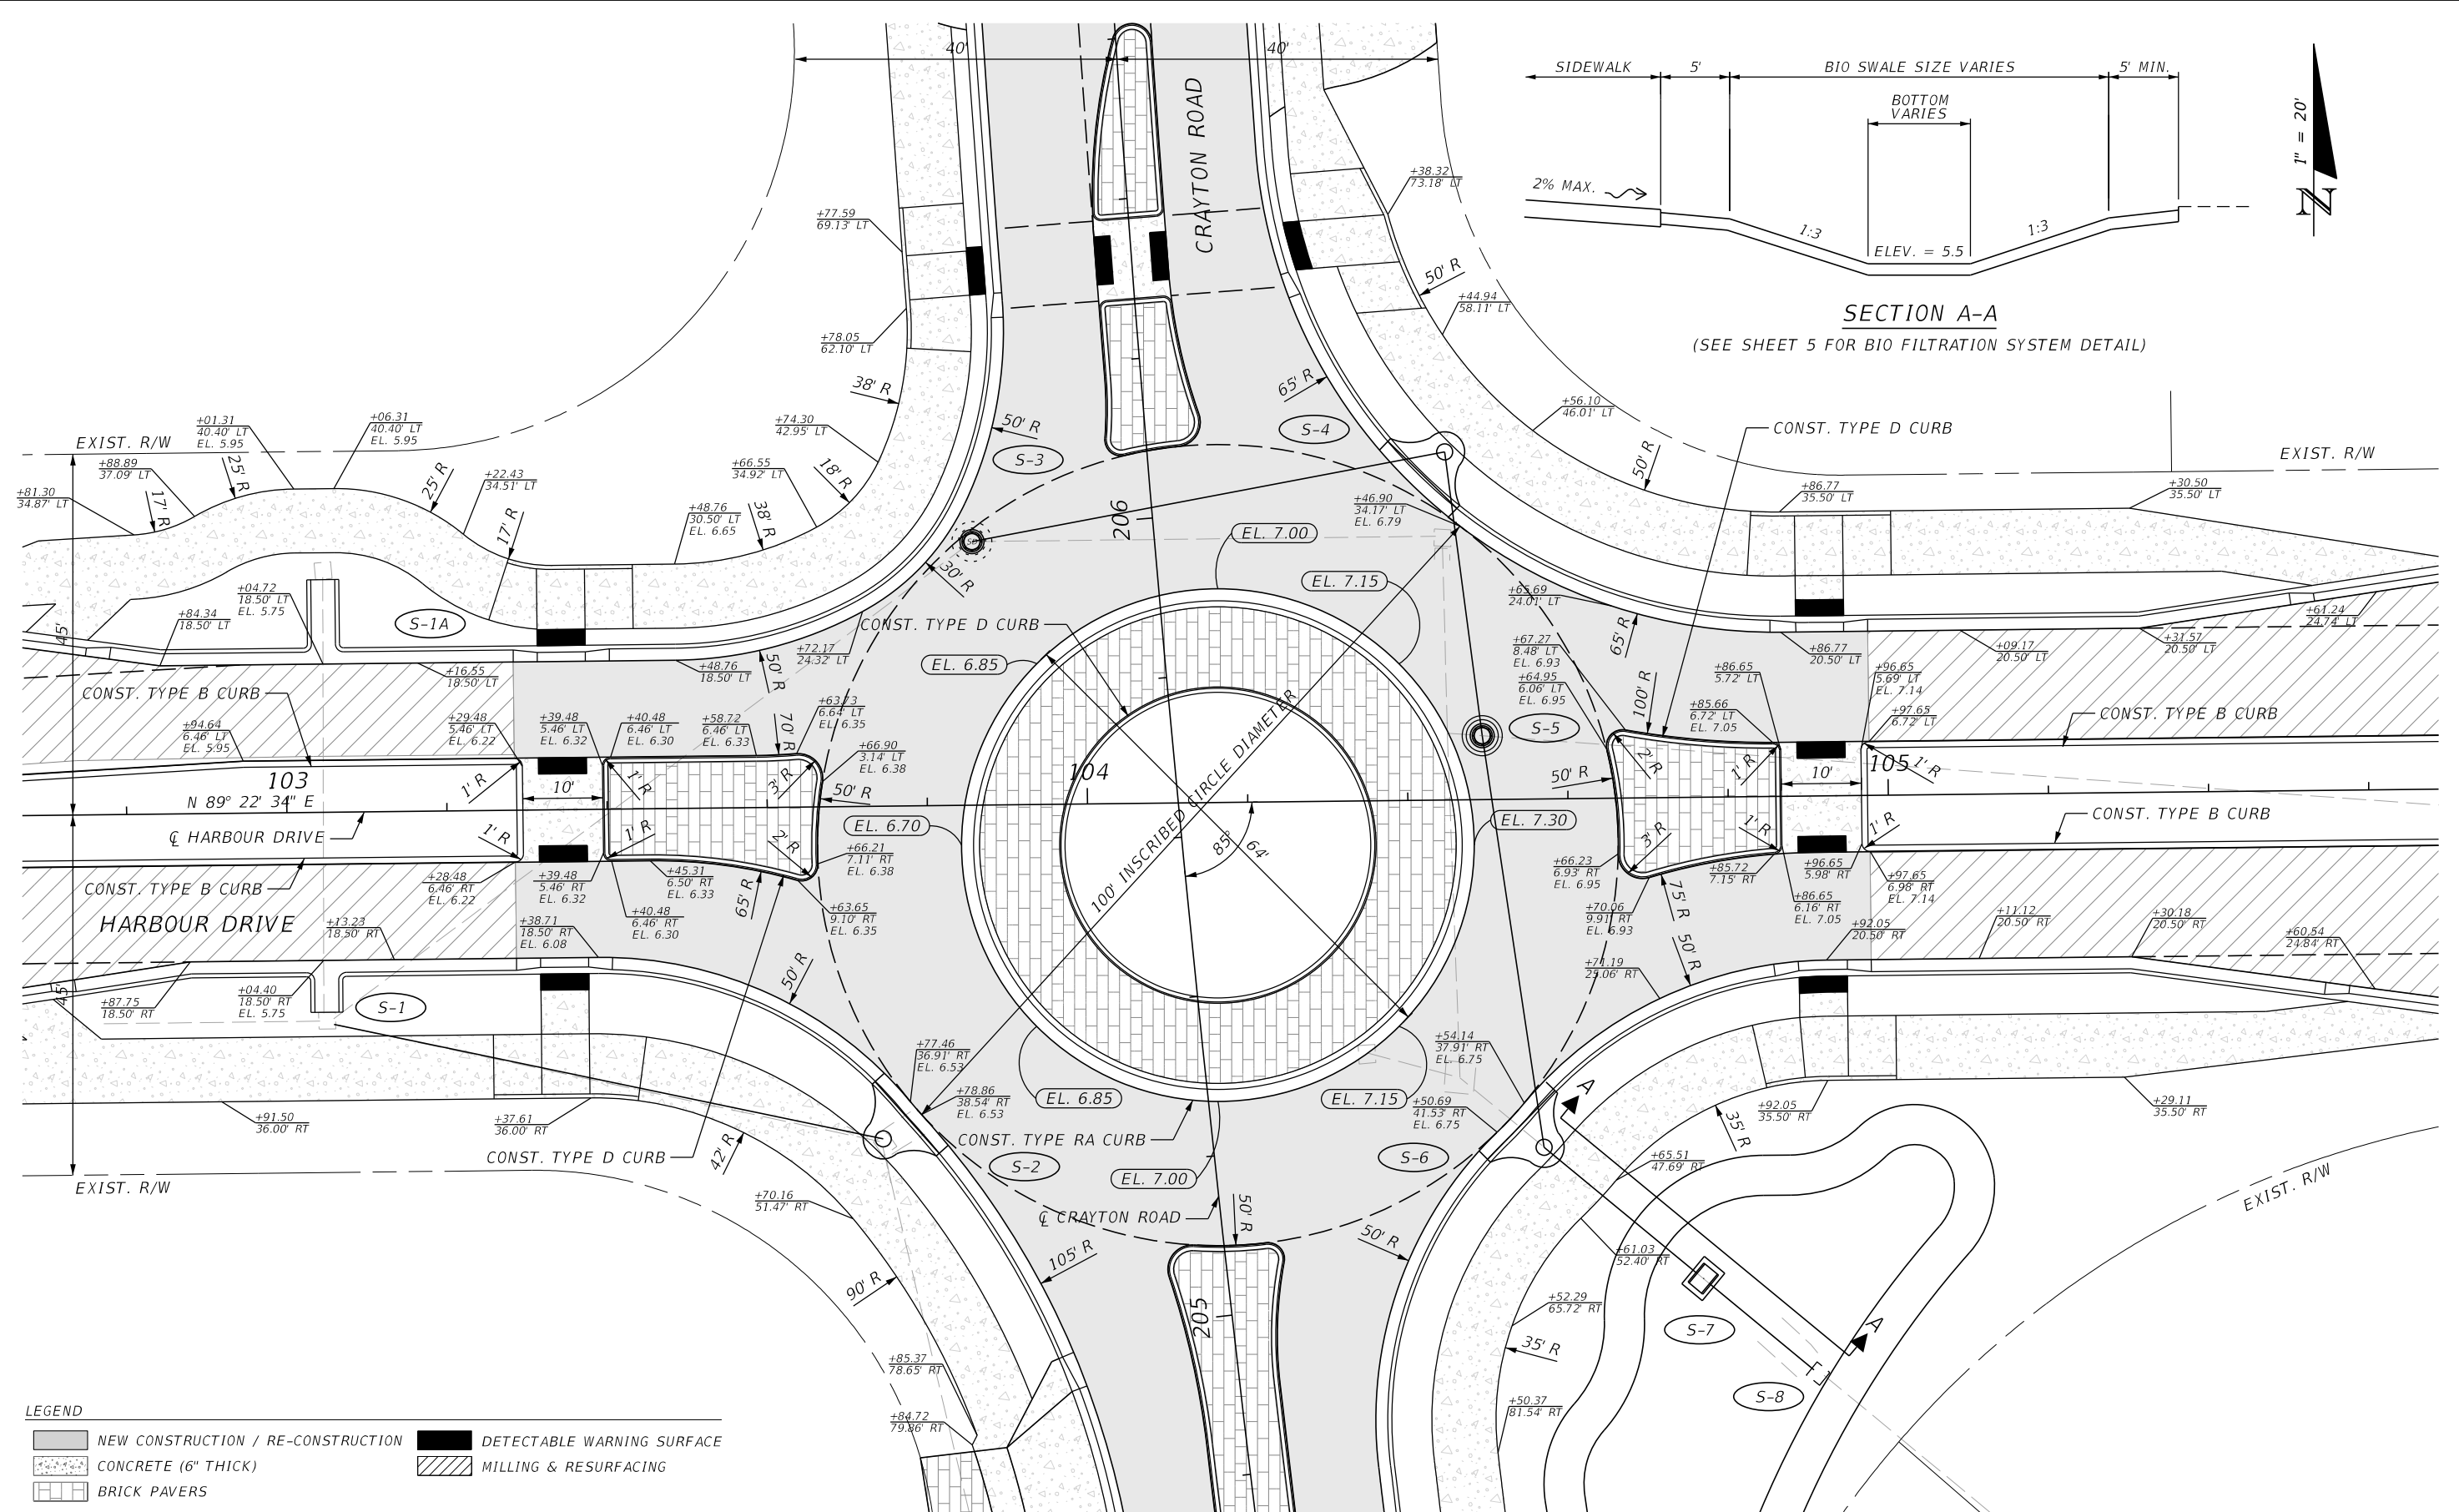 40'
40'
CRAYTON ROAD
SIDEWALK
5'
BIO SWALE SIZE VARIES
5' MIN.
BOTTOM
VARIES
2% MAX.
1:3
ELEV. = 5.5
1:3
1" = 20'
N
SECTION A-A
(SEE SHEET 5 FOR BIO FILTRATION SYSTEM DETAIL)
+38.32
73.18' LT
50' R
+44.94
58.11' LT
+77.59
69.13' LT
+78.05
62.10' LT
38' R
65' R
50' R
+56.10
46.01' LT
CONST. TYPE D CURB
EXIST. R/W
+01.31
40.40' LT
EL. 5.95
+06.31
40.40' LT
EL. 5.95
+74.30
42.95' LT
S-3
S-4
EXIST. R/W
+88.89
37.09' LT
25' R
25' R
+22.43
34.51' LT
+66.55
34.92' LT
18' R
50' R
+81.30
34.87' LT
17' R
17' R
+48.76
30.50' LT
EL. 6.65
38' R
206
+46.90
34.17' LT
EL. 6.79
+86.77
35.50' LT
+30.50
35.50' LT
SD
EL. 7.00
30' R
EL. 7.15
+04.72
18.50' LT
EL. 5.75
+84.34
18.50' LT
S-1A
45'
CONST. TYPE D CURB
+65.69
24.01' LT
65' R
+61.24
24.74' LT
+72.17
24.32' LT
EL. 6.85
+67.27
8.48' LT
EL. 6.93
+64.95
6.06' LT
EL. 6.95
+86.77
20.50' LT
+09.17
20.50' LT
+31.57
20.50' LT
+16.55
18.50' LT
+48.76
18.50' LT
50' R
100' R
+86.65
5.72' LT
+96.65
5.69' LT
EL. 7.14
CONST. TYPE B CURB
+94.64
6.46' LT
EL. 5.95
+29.48
5.46' LT
EL. 6.22
+39.48
5.46' LT
EL. 6.32
+40.48
6.46' LT
EL. 6.30
+58.72
6.46' LT
EL. 6.33
70' R
+63.73
6.64' LT
EL. 6.35
+66.90
3.14' LT
EL. 6.38
S-5
+85.66
6.72' LT
EL. 7.05
+97.65
6.72' LT
CONST. TYPE B CURB
103
N 89° 22' 34" E
1' R
10'
1' R
3' R
50' R
104
100' INSCRIBED CIRCLE DIAMETER
50' R
2' R
1' R
10'
105
1' R
℄ HARBOUR DRIVE
1' R
1' R
2' R
EL. 6.70
85°
64'
EL. 7.30
3' R
1' R
1' R
CONST. TYPE B CURB
CONST. TYPE B CURB
+28.48
6.46' RT
EL. 6.22
+39.48
5.46' RT
EL. 6.32
+45.31
6.50' RT
EL. 6.33
65' R
+66.21
7.11' RT
EL. 6.38
+66.23
6.93' RT
EL. 6.95
+85.72
7.15' RT
+96.65
5.98' RT
+97.65
6.98' RT
EL. 7.14
HARBOUR DRIVE
+13.23
18.50' RT
+38.71
18.50' RT
EL. 6.08
+40.48
6.46' RT
EL. 6.30
+63.65
9.10' RT
EL. 6.35
+70.06
9.91' RT
EL. 6.93
75' R
+86.65
6.16' RT
EL. 7.05
+92.05
20.50' RT
+11.12
20.50' RT
+30.18
20.50' RT
+60.54
24.84' RT
45'
50' R
+71.19
25.06' RT
50' R
+87.75
18.50' RT
+04.40
18.50' RT
EL. 5.75
S-1
+77.46
36.91' RT
EL. 6.53
+54.14
37.91' RT
EL. 6.75
+78.86
38.54' RT
EL. 6.53
EL. 6.85
EL. 7.15
+50.69
41.53' RT
EL. 6.75
A
+91.50
36.00' RT
+37.61
36.00' RT
42' R
+92.05
35.50' RT
35' R
+29.11
35.50' RT
CONST. TYPE RA CURB
CONST. TYPE D CURB
S-2
S-6
EL. 7.00
+65.51
47.69' RT
EXIST. R/W
EXIST. R/W
+70.16
51.47' RT
℄ CRAYTON ROAD
50' R
50' R
105' R
90' R
+61.03
52.40' RT
+52.29
65.72' RT
205
35' R
S-7
A
+85.37
78.65' RT
S-8
+50.37
81.54' RT
+84.72
79.86' RT
LEGEND
NEW CONSTRUCTION / RE-CONSTRUCTION
DETECTABLE WARNING SURFACE
CONCRETE (6" THICK)
MILLING & RESURFACING
BRICK PAVERS